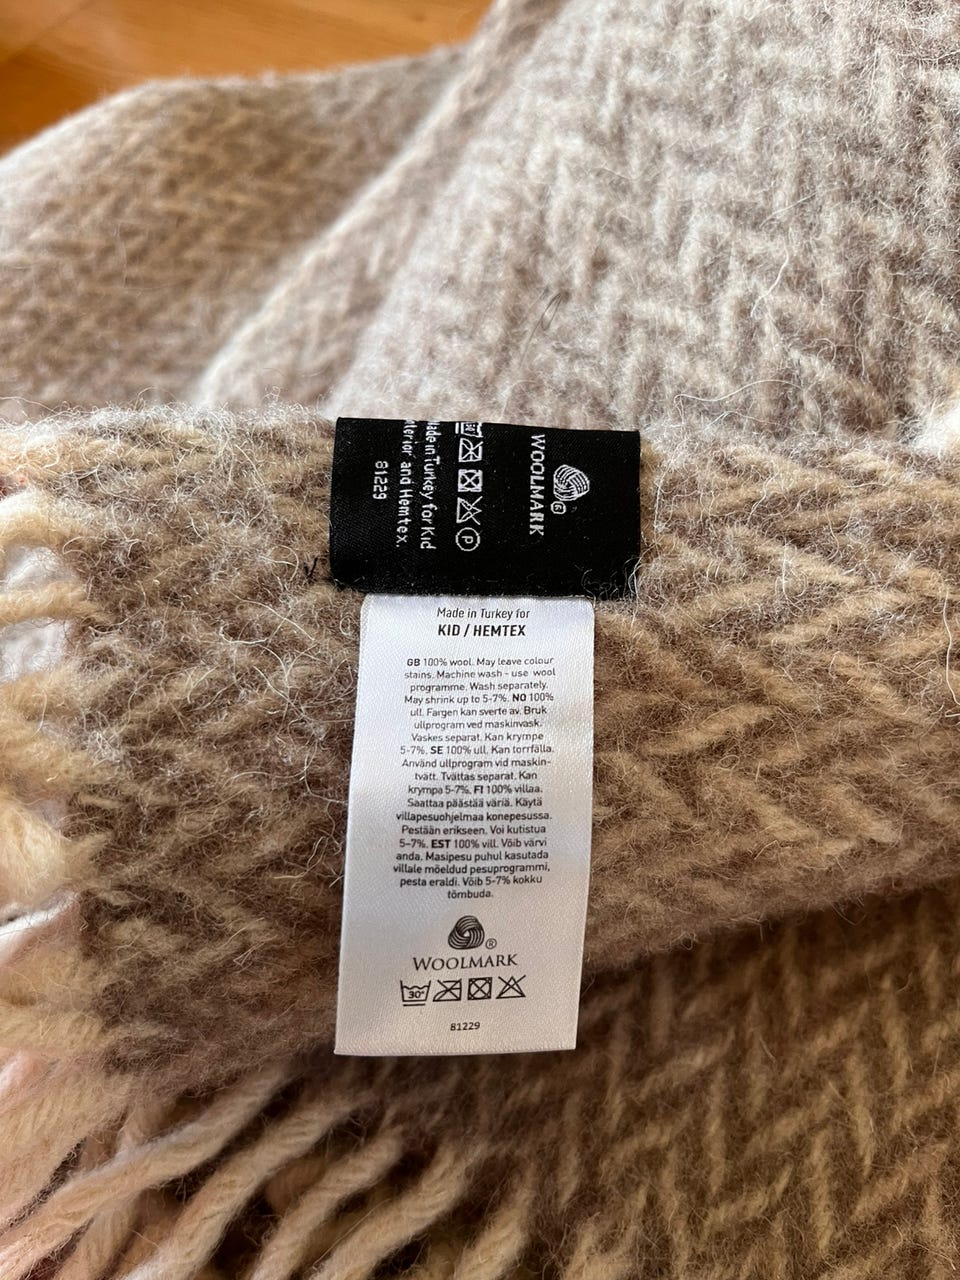 WOOLMARK
Made in Turkey for Kid
Interior and Hemtex.
81229
P
Made in Turkey for
KID / HEMTEX
GB 100% wool. May leave colour
stains. Machine wash - use wool
programme. Wash separately.
May shrink up to 5-7%. NO 100%
ull. Fargen kan sverte av. Bruk
ullprogram ved maskinvask.
Vaskes separat. Kan krympe
5-7%. SE 100% ull. Kan torrfälla.
Använd ullprogram vid maskin-
tvätt. Tvättas separat. Kan
krympa 5-7%. FI 100% villaa.
Saattaa päästää väriä. Käytä
villapesuohjelmaa konepesussa.
Pestään erikseen. Voi kutistua
5–7%. EST 100% vill. Võib värvi
anda. Masipesu puhul kasutada
villale mõeldud pesuprogrammi,
pesta eraldi. Võib 5-7% kokku
tõmbuda.
®
WOOLMARK
30°
81229